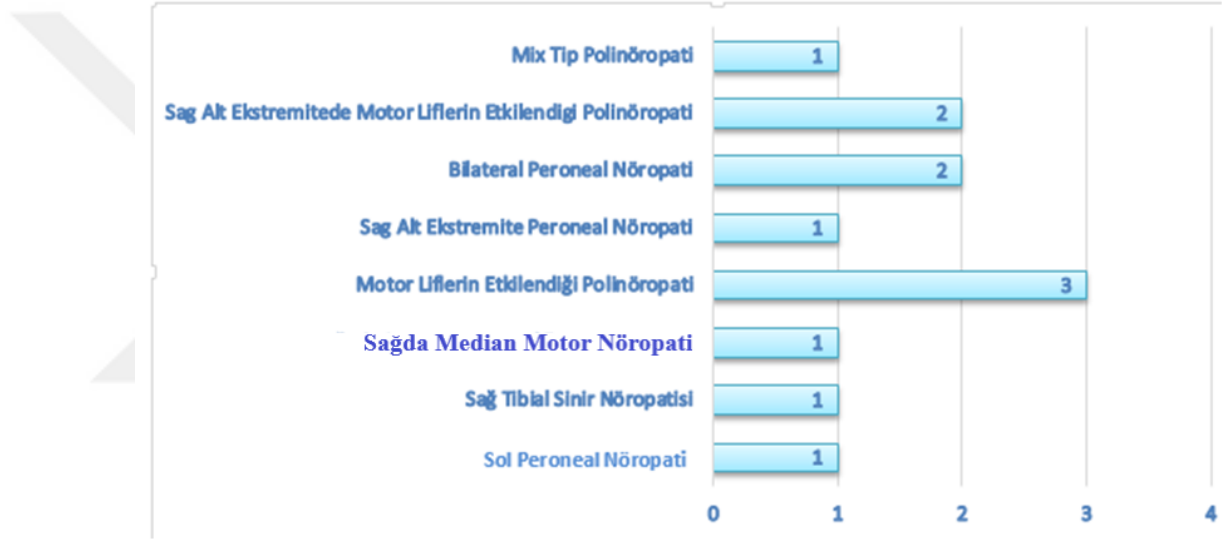 Mix Tip Polinöropati 1
Sag Alt Ekstremitede Motor Liflerin Etkilendigi Polinöropati 2
Bilateral Peroneal Nöropati 2
Sag Alt Ekstremite Peroneal Nöropati 1
Motor Liflerin Etkilendiği Polinöropati 3
Sağda Median Motor Nöropati 1
Sağ Tibial Sinir Nöropatisi 1
Sol Peroneal Nöropati 1
0 1 2 3 4